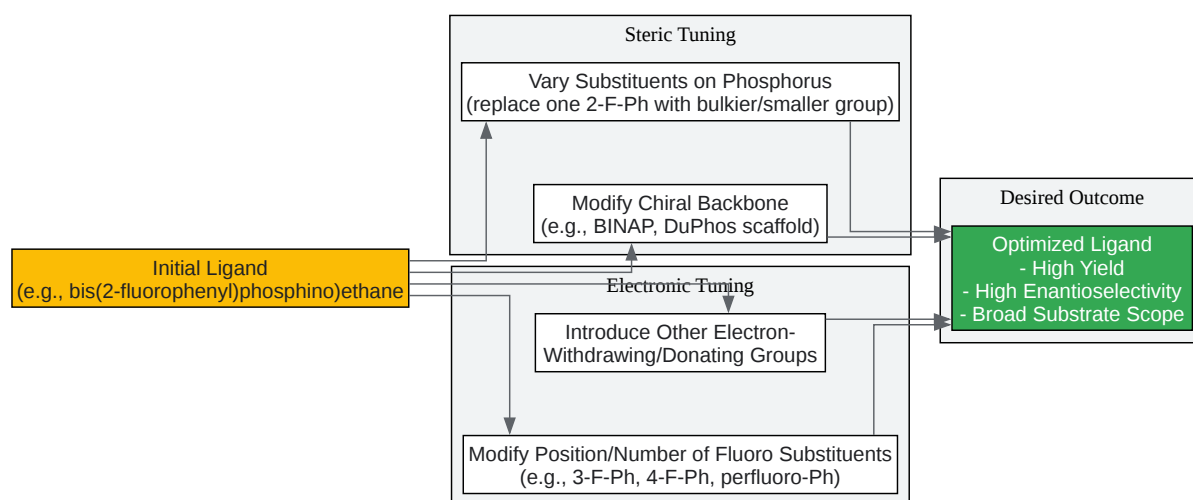 Steric Tuning
Vary Substituents on Phosphorus
(replace one 2-F-Ph with bulkier/smaller group)
Modify Chiral Backbone
(e.g., BINAP, DuPhos scaffold)
Initial Ligand
(e.g., bis(2-fluorophenyl)phosphino)ethane
Electronic Tuning
Introduce Other Electron-
Withdrawing/Donating Groups
Modify Position/Number of Fluoro Substituents
(e.g., 3-F-Ph, 4-F-Ph, perfluoro-Ph)
Desired Outcome
Optimized Ligand
- High Yield
- High Enantioselectivity
- Broad Substrate Scope